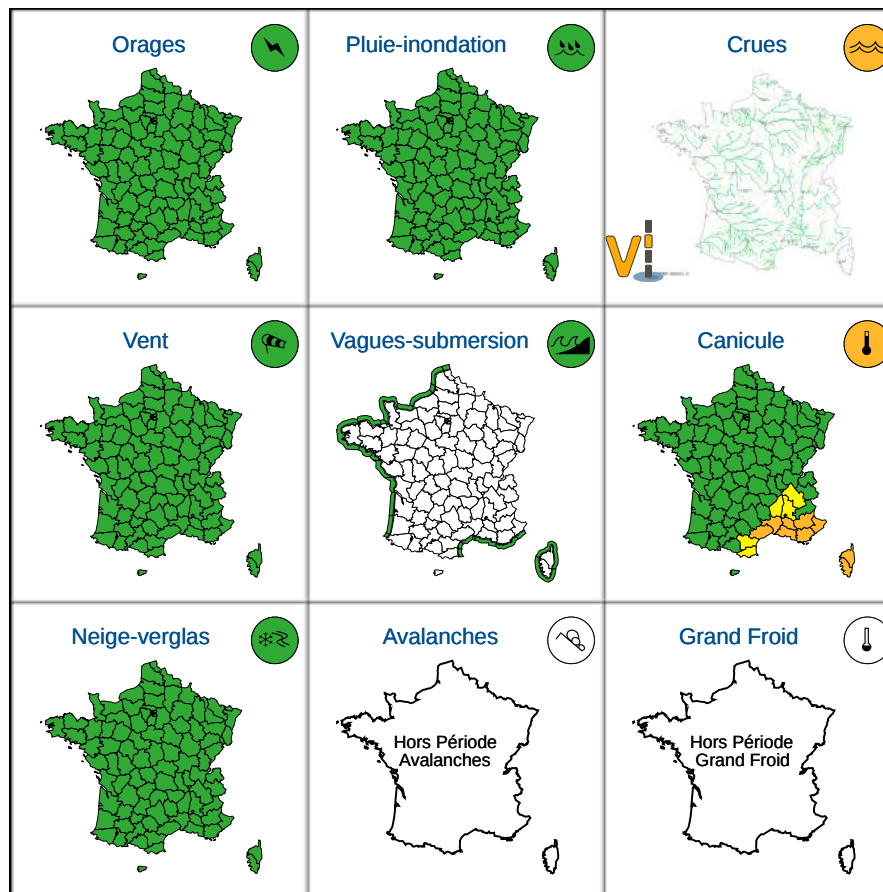 Orages
Pluie-inondation
Crues
Vi
Vent
Vagues-submersion
Canicule
Neige-verglas
Avalanches
Grand Froid
Hors Période
Avalanches
Hors Période
Grand Froid